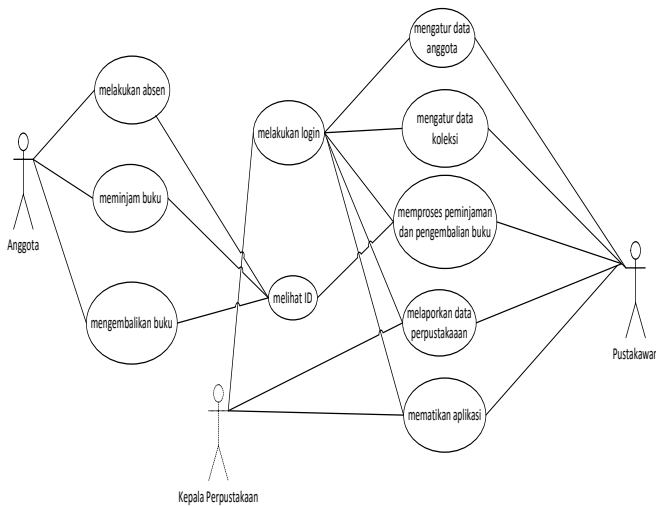 mengatur data
anggota
melakukan absen
melakukan login
mengatur data
koleksi
Anggota
meminjam buku
memproses peminjaman
dan pengembalian buku
mengembalikan buku
melihat ID
melaporkan data
perpustakaaan
Pustakawan
mematikan aplikasi
Kepala Perpustakaan